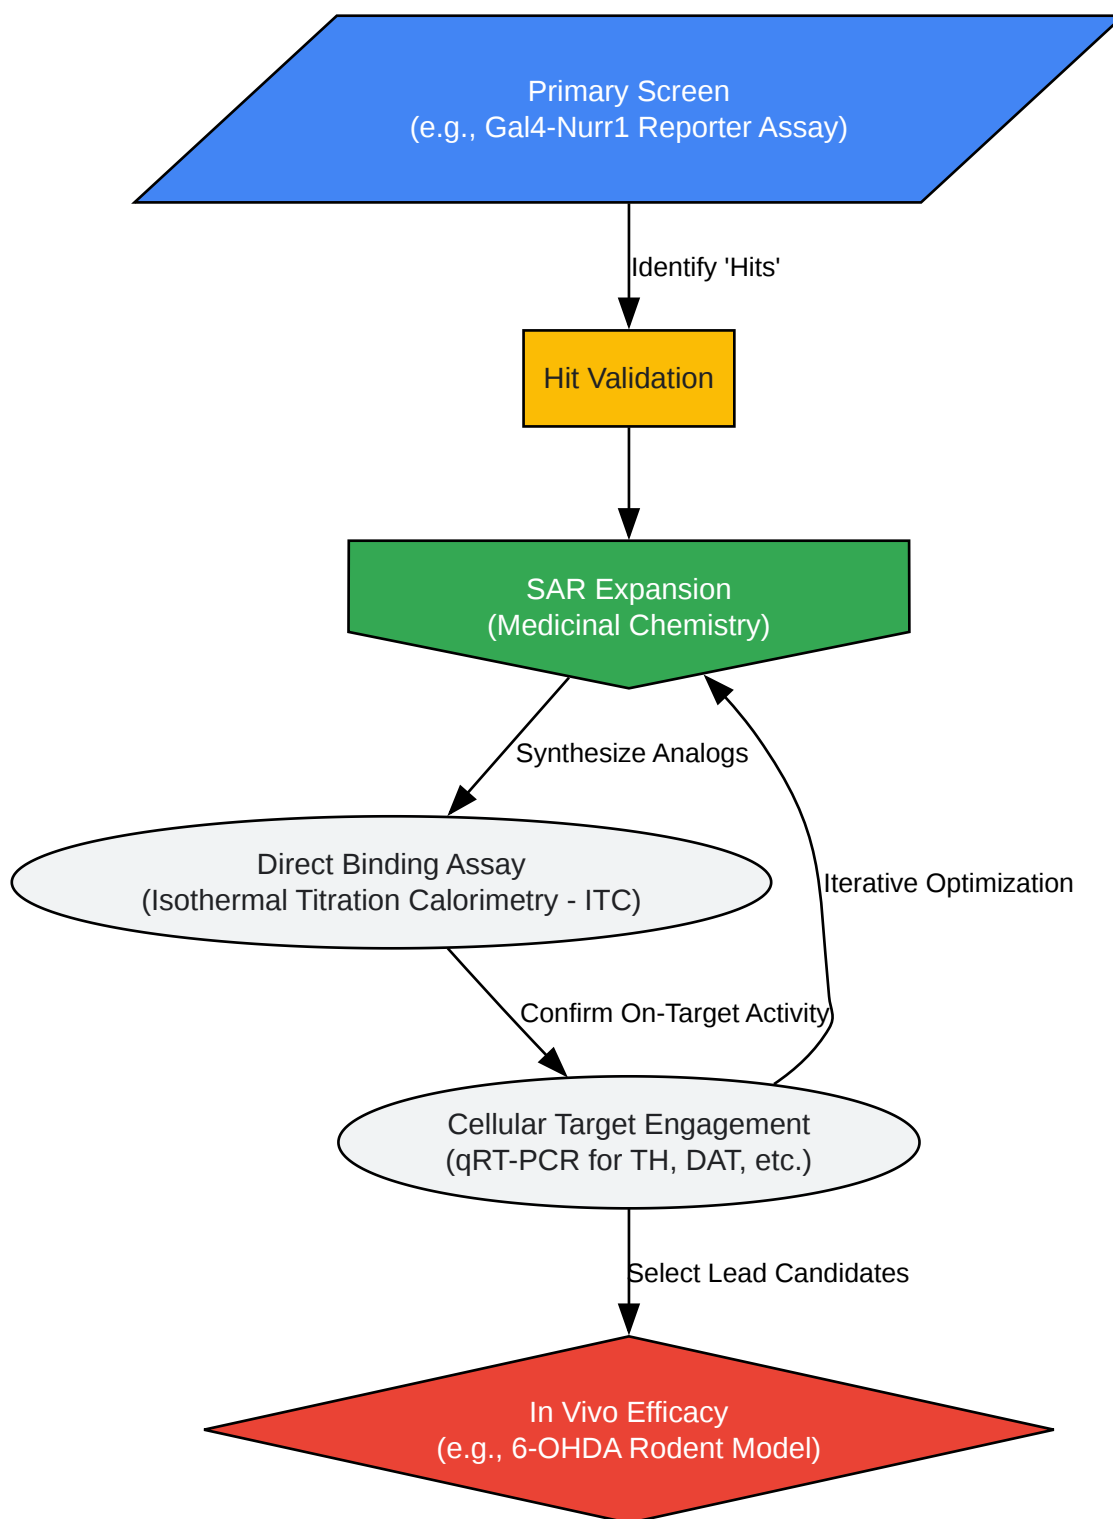 Primary Screen
(e.g., Gal4-Nurr1 Reporter Assay)
Identify 'Hits'
Hit Validation
SAR Expansion
(Medicinal Chemistry)
Synthesize Analogs
Direct Binding Assay
(Isothermal Titration Calorimetry - ITC)
Iterative Optimization
Confirm On-Target Activity
Cellular Target Engagement
(qRT-PCR for TH, DAT, etc.)
Select Lead Candidates
In Vivo Efficacy
(e.g., 6-OHDA Rodent Model)